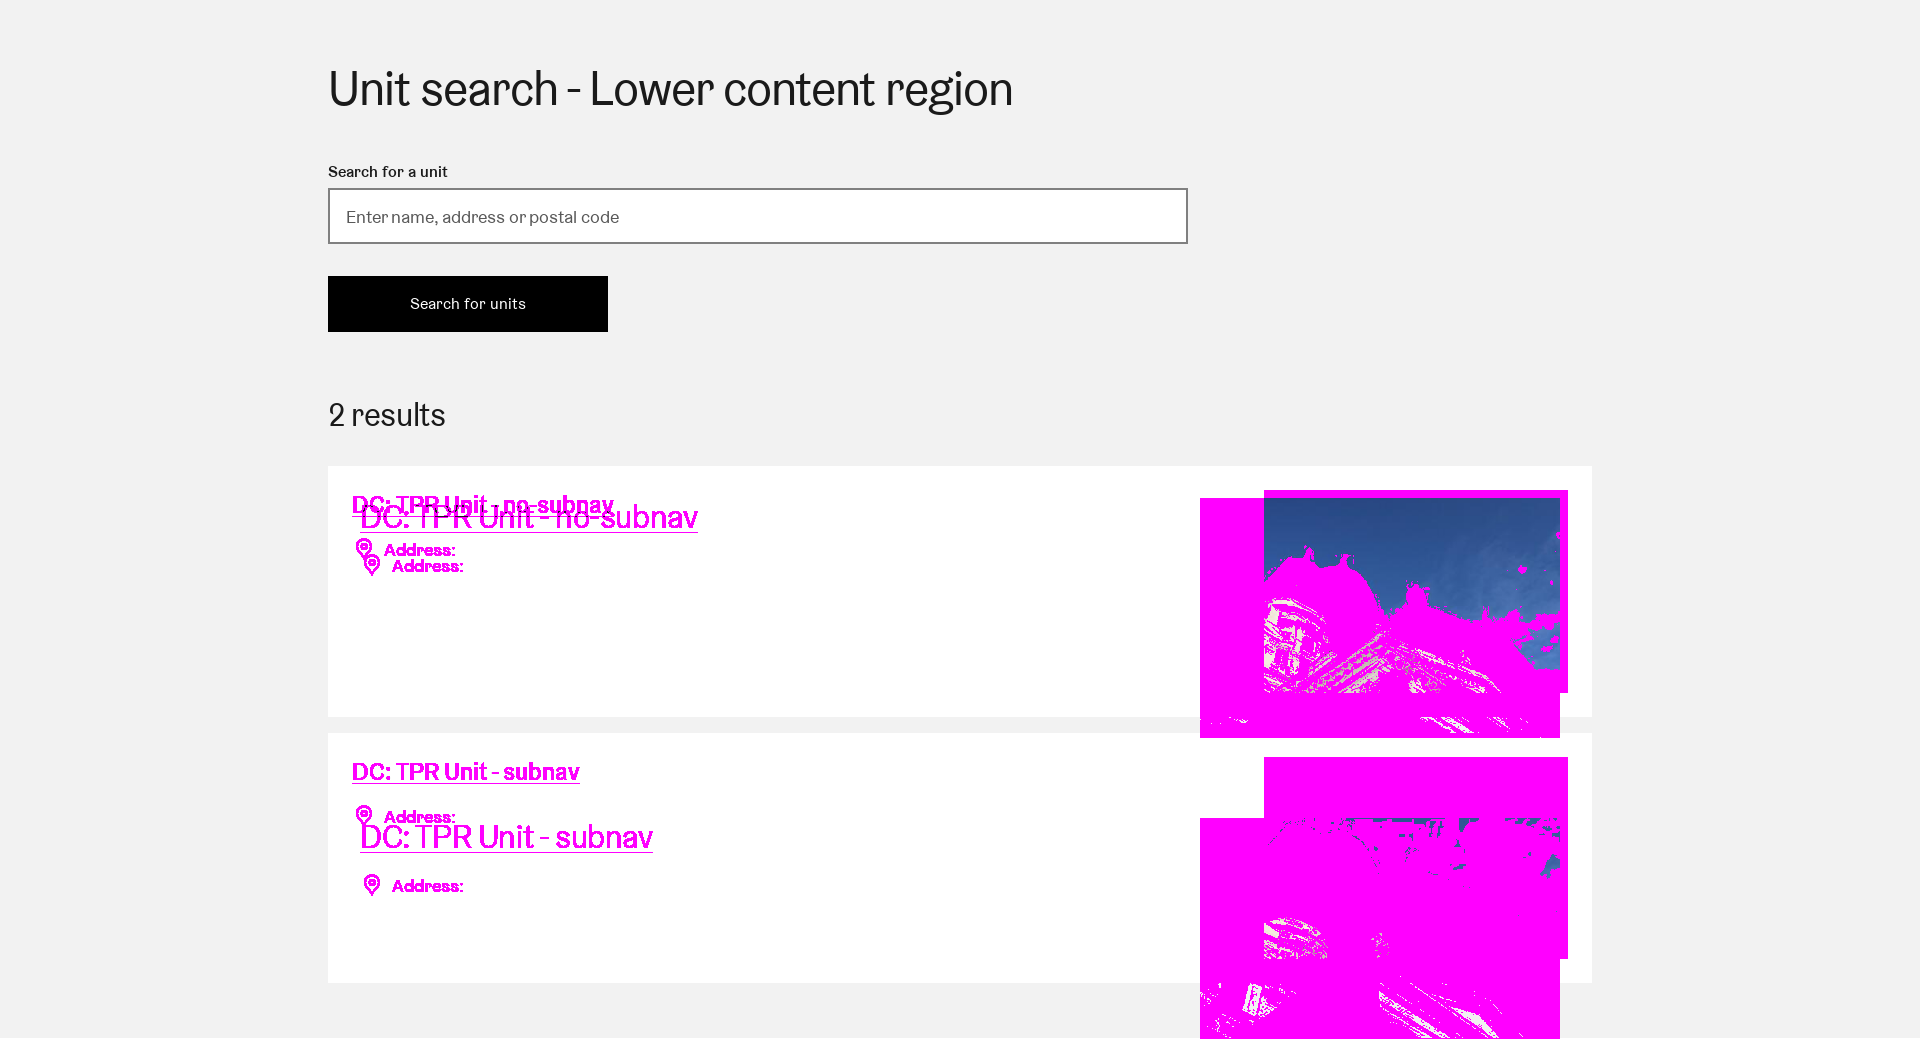 Unit search - Lower content region
Search for a unit
Enter name, address or postal code
Search for units
2 results
DC: TPR Unit - no-subnav
DC: TPR Unit - no-subnav
Address:
Address:
DC: TPR Unit - subnav
Address:
DC: TPR Unit - subnav
Address: